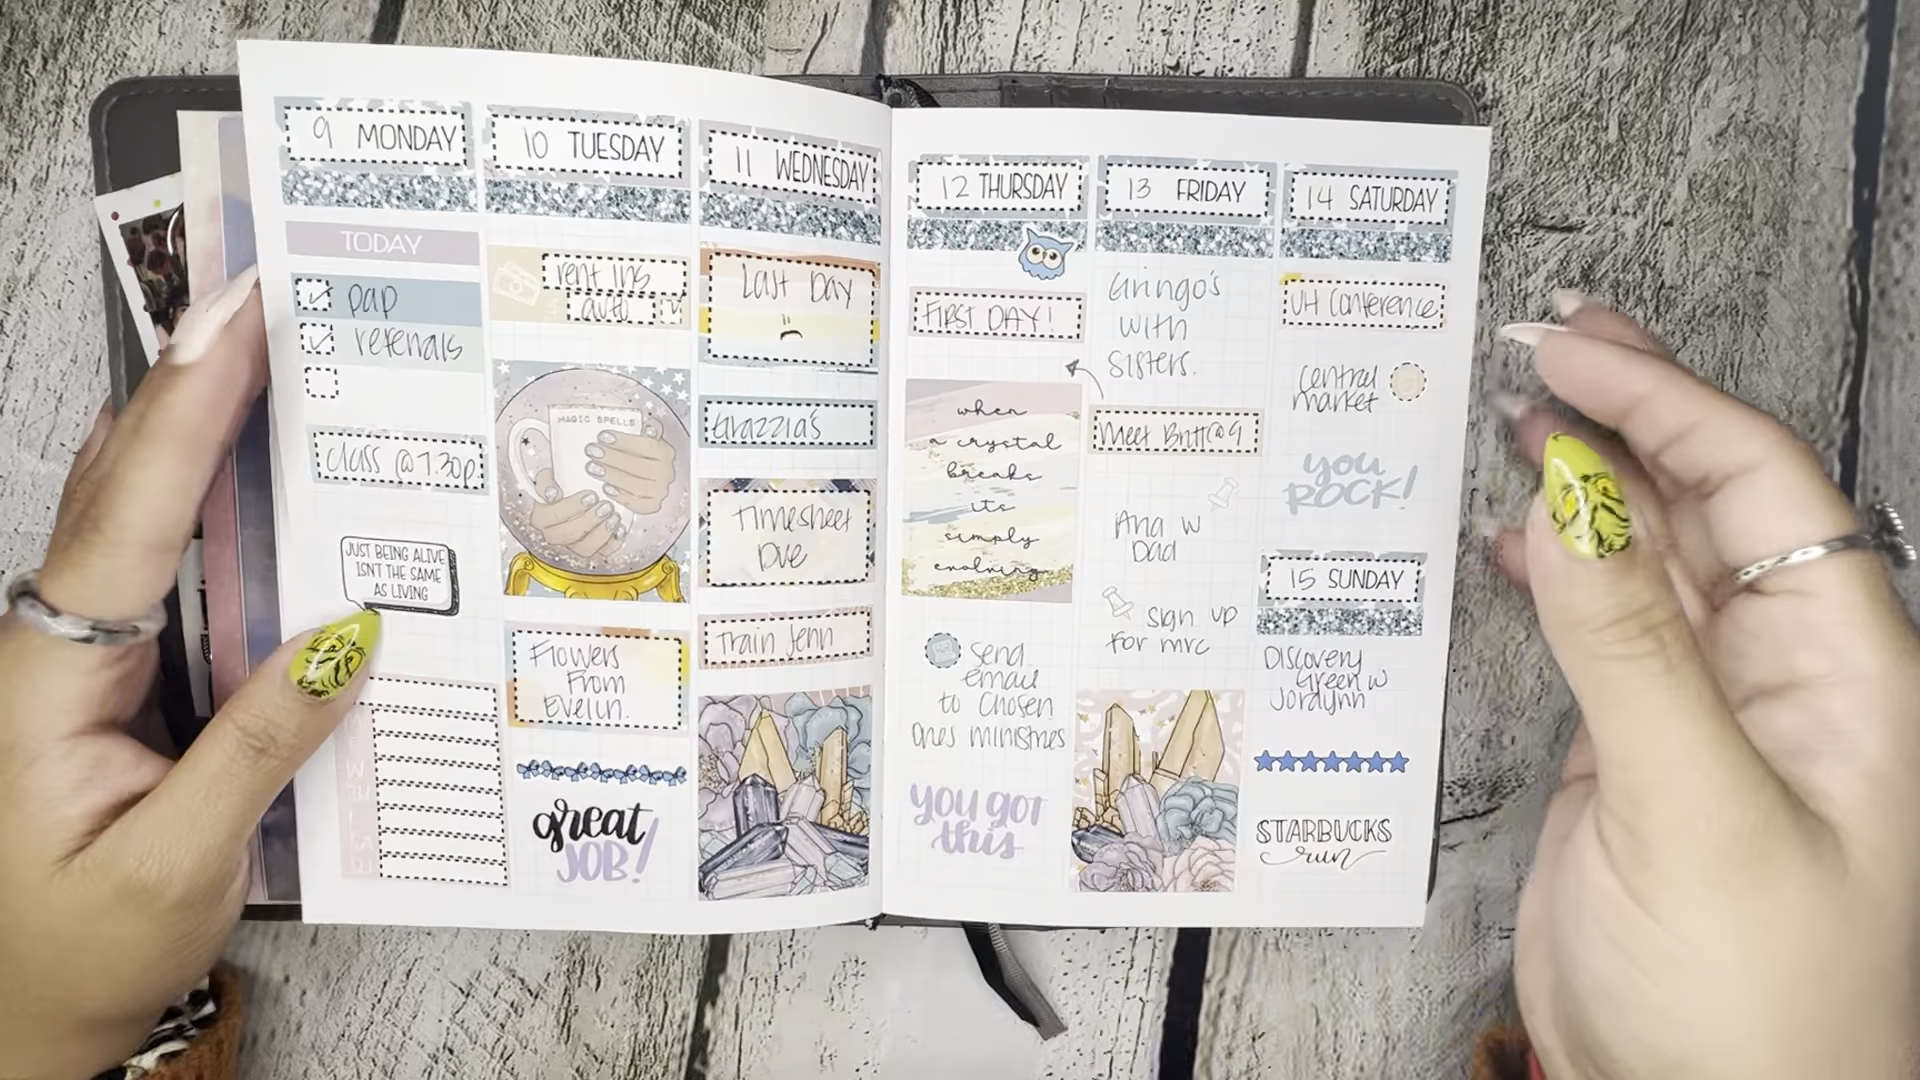 9 MONDAY
TODAY
pap
referrals
class @ 7.30p
JUST BEING ALIVE
ISN'T THE SAME
AS LIVING
10 TUESDAY
rent ins
auto
MAGIC SPELLS
Flowers
From
Evelin.
great
JOB!
11 WEDNESDAY
Last Day
Grazzia's
Timesheet
Due
Train Jenn
12 THURSDAY
FIRST DAY!
when
a crystal
breaks
its
simply
evolving
Send
email
to Chosen
Ones ministries
you got
this
13 FRIDAY
Gringo's
with
sisters.
Meet Britt @ 9
Ana w
Dad
sign up
for mrc
14 SATURDAY
UH Conference
central
market
you
ROCK!
15 SUNDAY
Discovery
Green w
Jordynn
STARBUCKS
run